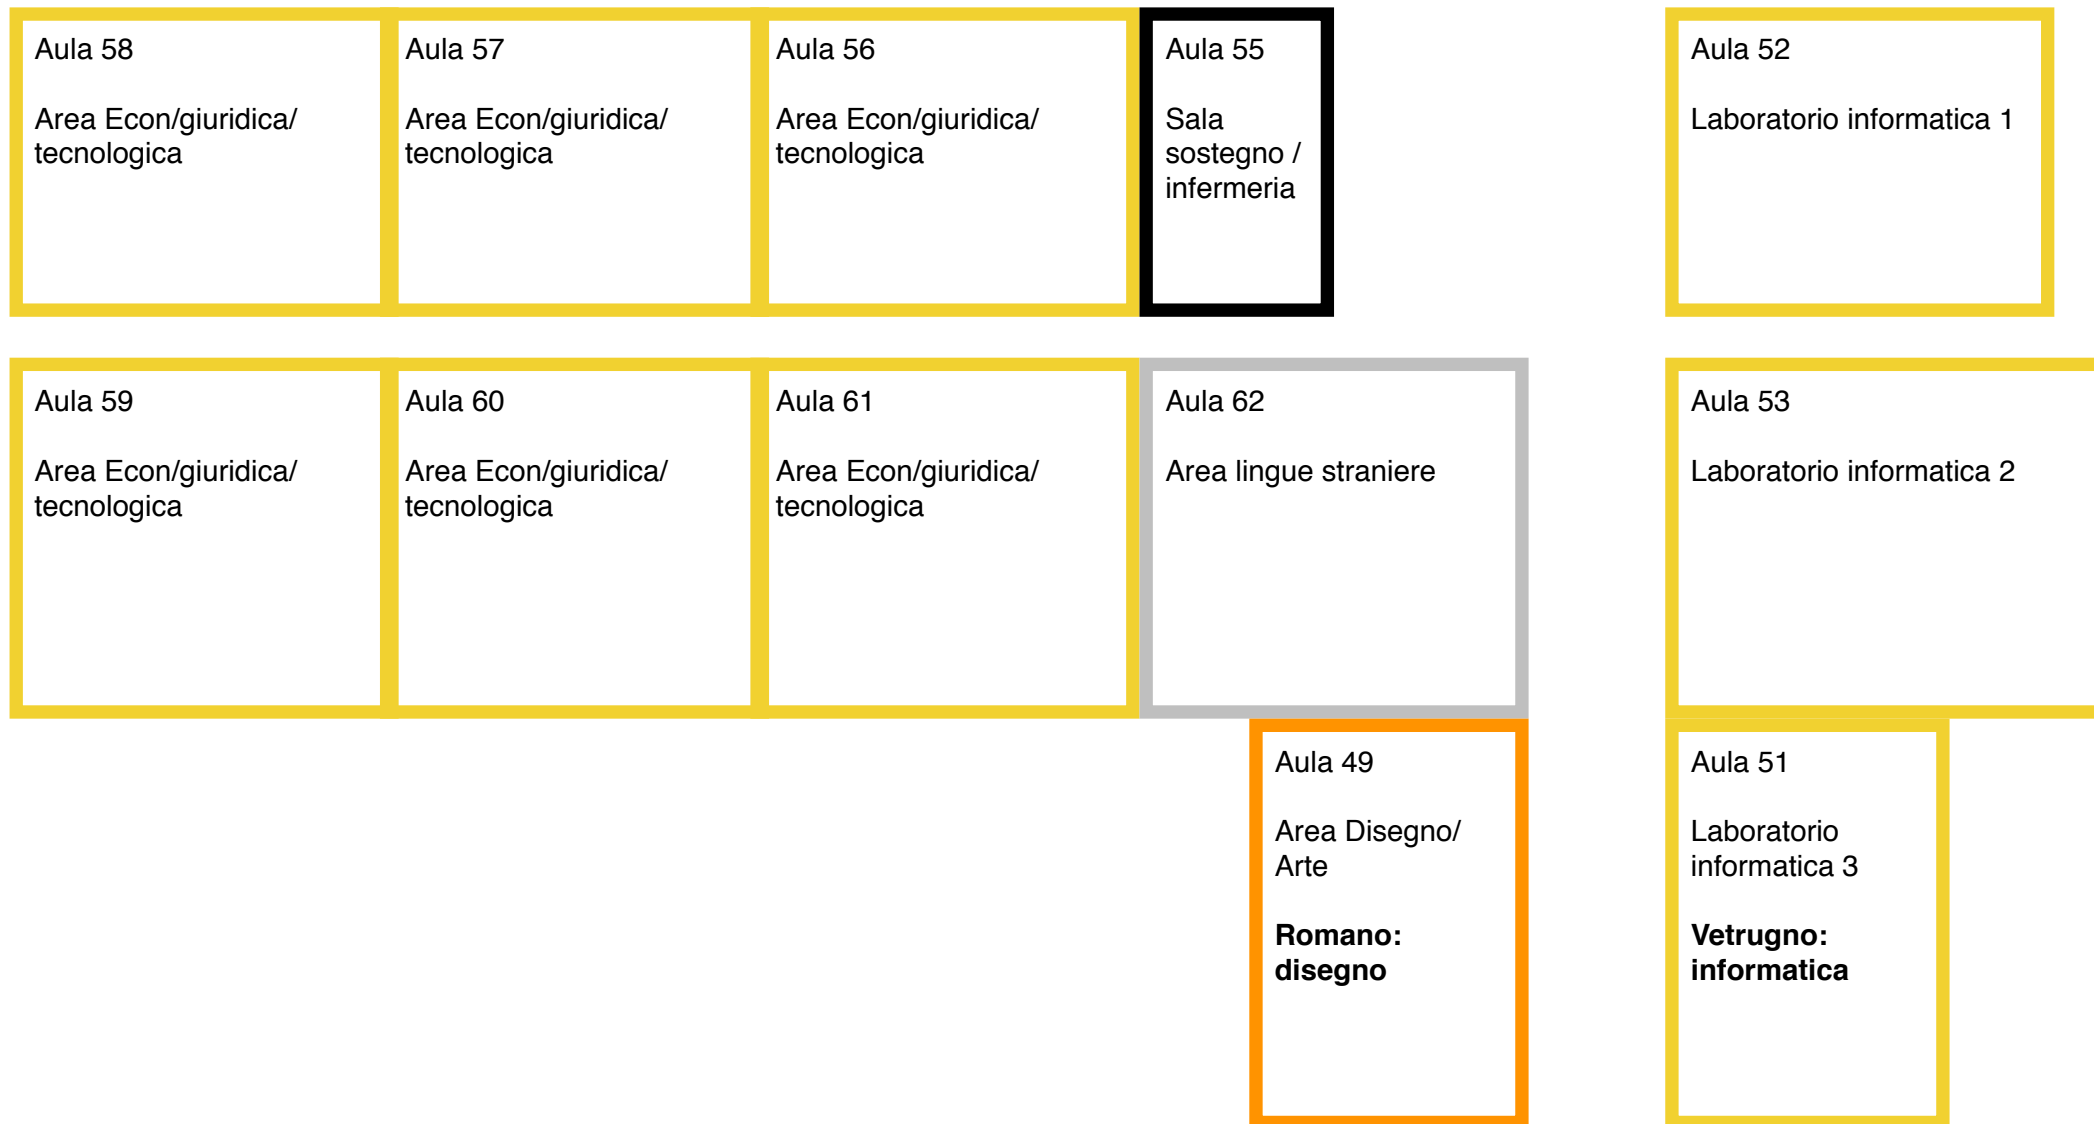 Aula 58
Area Econ/giuridica/
tecnologica
Aula 57
Area Econ/giuridica/
tecnologica
Aula 56
Area Econ/giuridica/
tecnologica
Aula 55
Sala
sostegno /
infermeria
Aula 52
Laboratorio informatica 1
Aula 59
Area Econ/giuridica/
tecnologica
Aula 60
Area Econ/giuridica/
tecnologica
Aula 61
Area Econ/giuridica/
tecnologica
Aula 62
Area lingue straniere
Aula 53
Laboratorio informatica 2
Aula 49
Area Disegno/
Arte
Romano:
disegno
Aula 51
Laboratorio
informatica 3
Vetrugno:
informatica